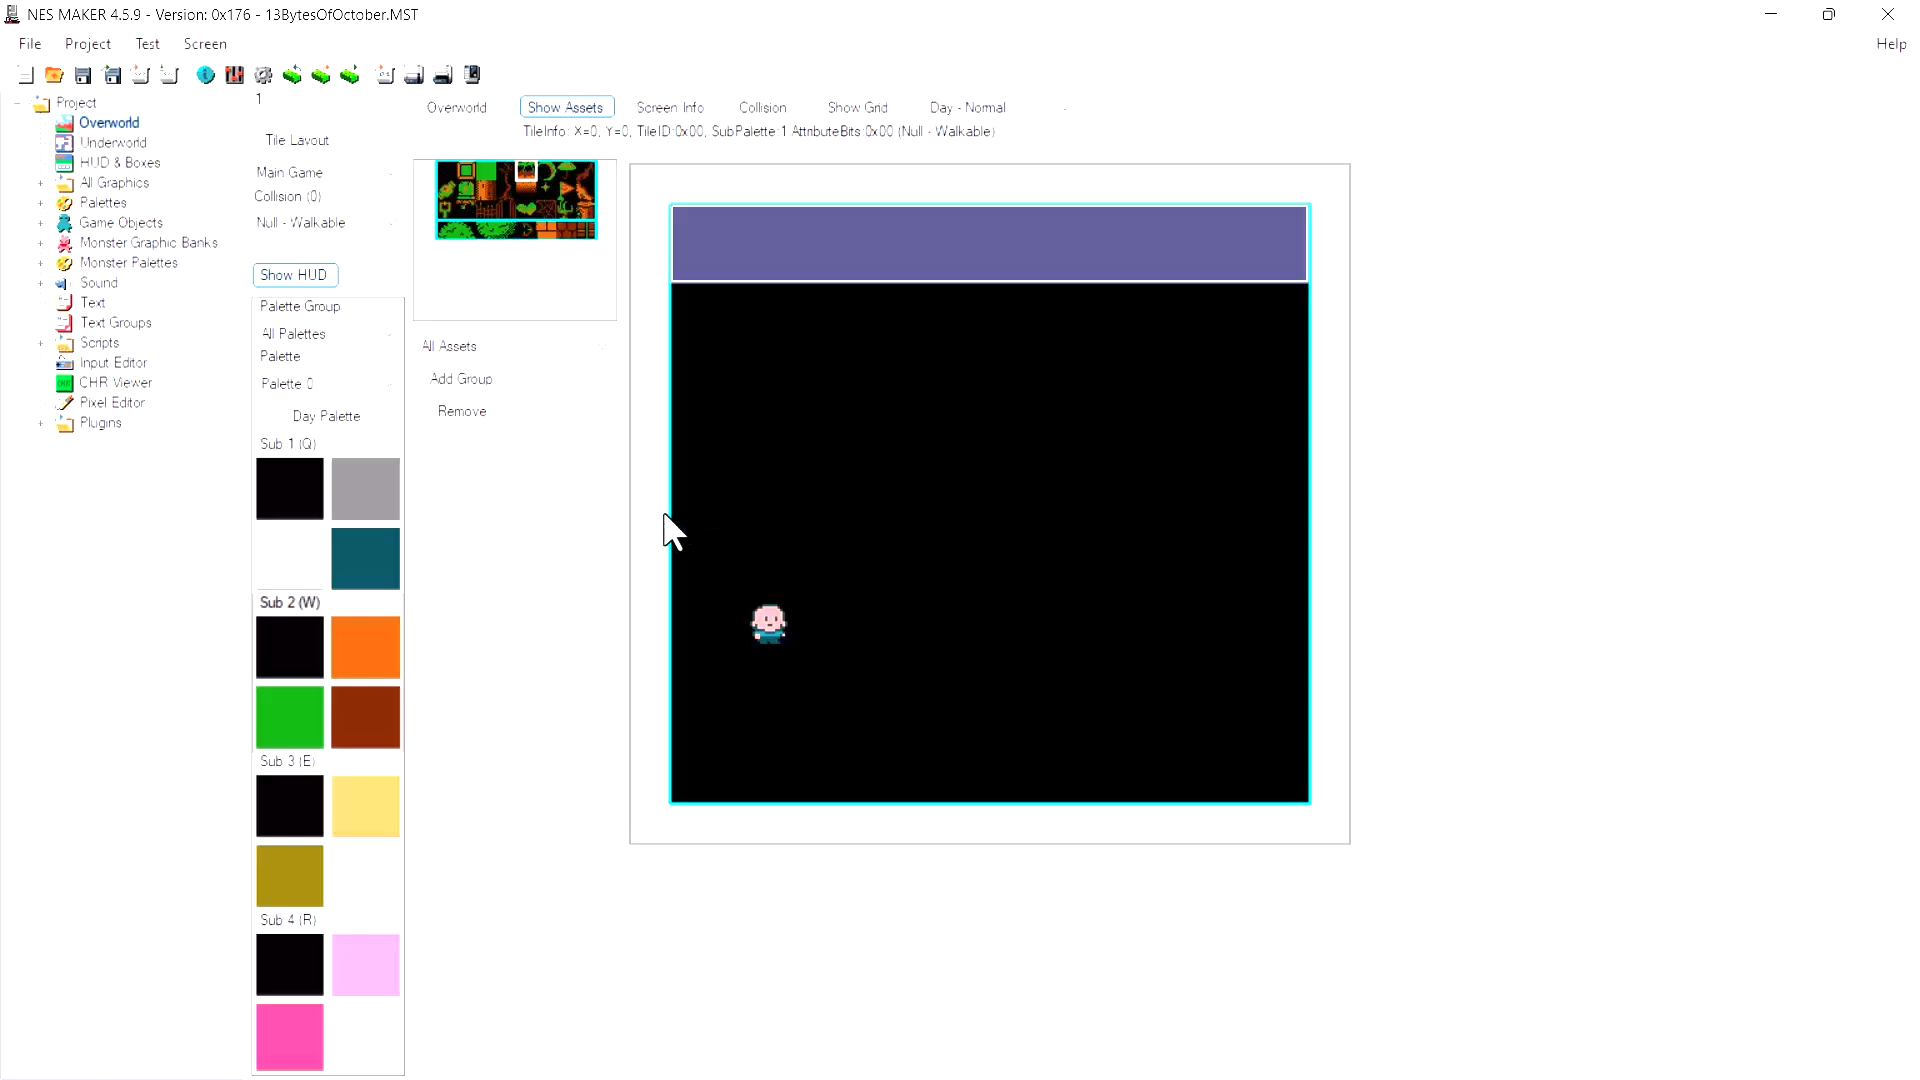 NES MAKER 4.5.9 - Version: 0x176 - 13BytesOfOctober.MST
File Project Test Screen Help
Project
Overworld
Underworld
HUD & Boxes
All Graphics
Palettes
Game Objects
Monster Graphic Banks
Monster Palettes
Sound
Text
Text Groups
Scripts
Input Editor
CHR Viewer
Pixel Editor
Plugins
1
Tile Layout
Main Game
Collision (0)
Null - Walkable
Show HUD
Palette Group
All Palettes
Palette
Palette 0
Day Palette
Sub 1 (Q)
Sub 2 (W)
Sub 3 (E)
Sub 4 (R)
Overworld Show Assets Screen Info Collision Show Grid Day - Normal
TileInfo: X=0, Y=0, TileID:0x00, SubPalette:1 AttributeBits:0x00 (Null - Walkable)
All Assets
Add Group
Remove